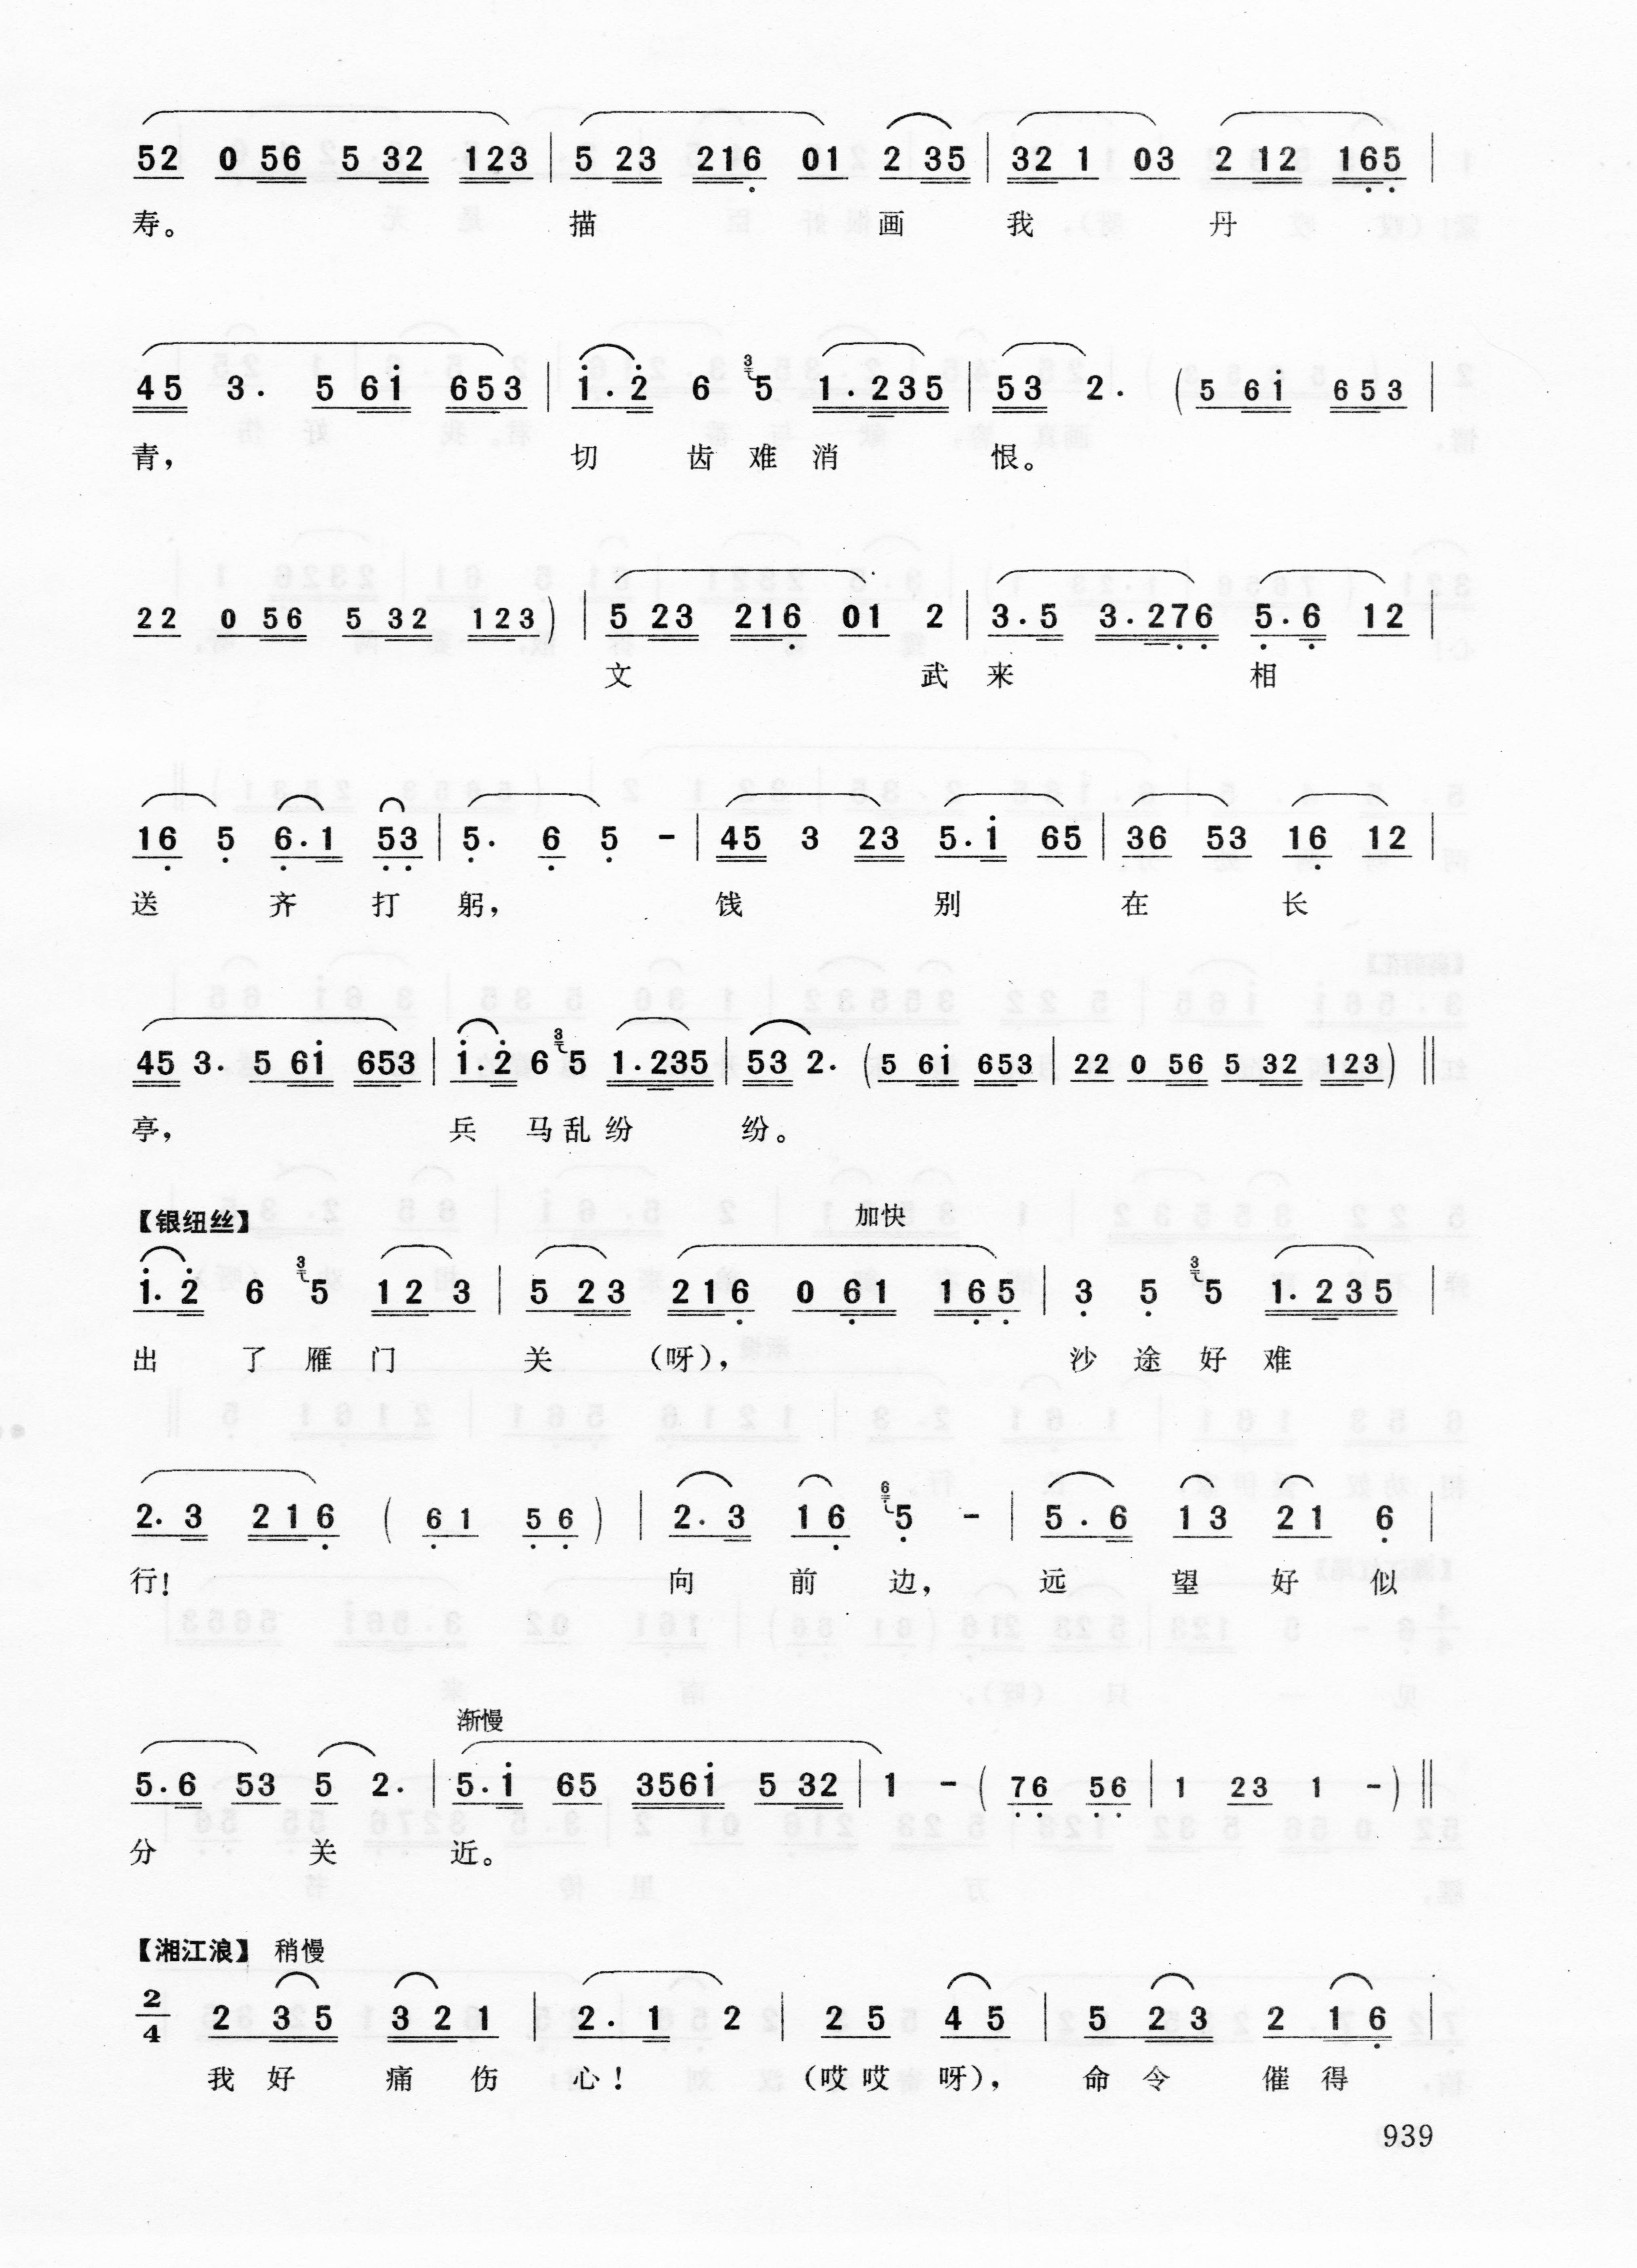 52 0 56 5 32 123 | 5 23 216 01 2 35 | 32 1 03 2 12 165 |
寿。 描 画 我 丹
45 3. 5 6i 653 | i.2 6 3 5 1.235 | 53 2. (5 6i 653 |
青, 切 齿 难 消 恨。
22 0 56 5 32 123) | 5 23 216 01 2 | 3.5 3.276 5.6 12 |
文 武 来 相
16 5 6.1 53 | 5. 6 5 - | 45 3 23 5.i 65 | 36 53 16 12 |
送 齐 打 躬, 饯 别 在 长
45 3. 5 6i 653 | i.2 6 3 5 1.235 | 53 2. (5 6i 653 | 22 0 56 5 32 123) ‖
亭, 兵 马 乱 纷 纷。
【银纽丝】 加快
i.2 6 3 5 12 3 | 5 23 216 0 61 165 | 3 5 3 5 1.235 |
出 了 雁 门 关 (呀), 沙 途 好 难
2.3 216 (61 56) | 2.3 16 6 5 - | 5.6 13 21 6 |
行! 向 前 边, 远 望 好 似
渐慢
5.6 53 5 2. | 5.i 65 356i 5 32 | 1 - (76 56 | 1 23 1 -) ‖
分 关 近。
【湘江浪】 稍慢
2/4 2 35 321 | 2.1 2 | 25 45 | 5 23 2 16 |
我 好 痛 伤 心! (哎 哎 呀), 命 令 催 得
939